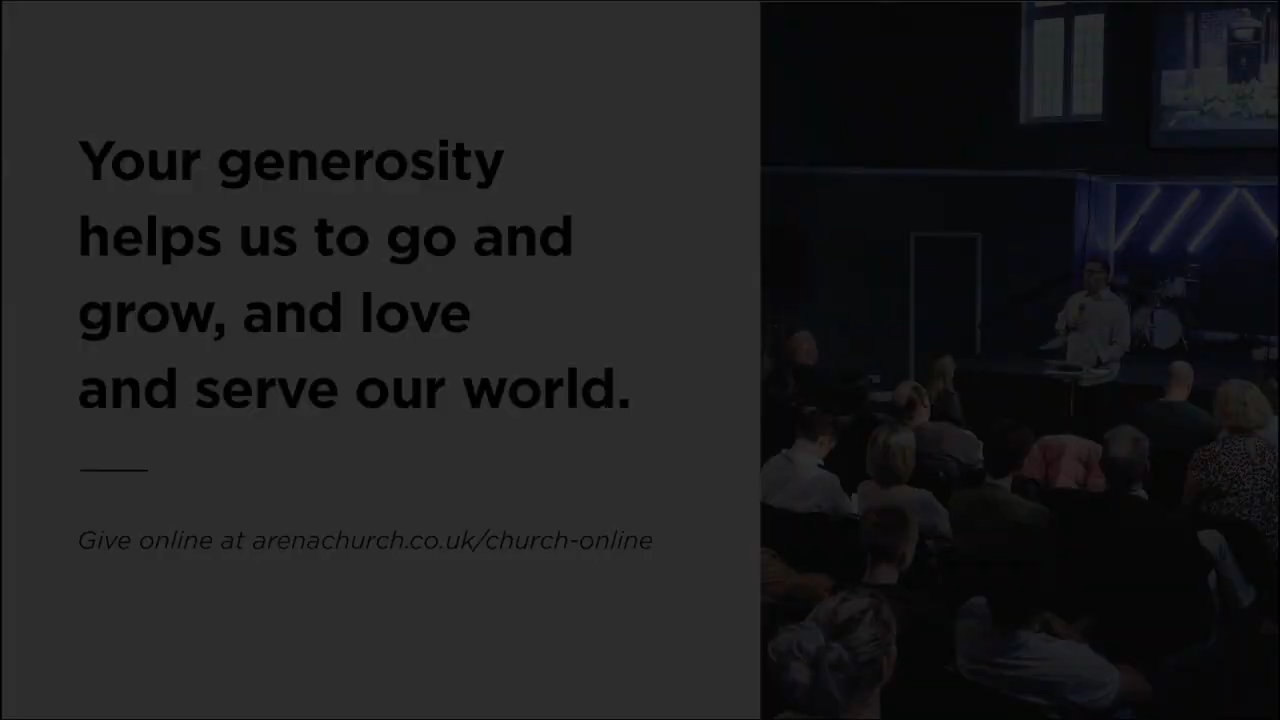 Your generosity
helps us to go and
grow, and love
and serve our world.
Give online at arenachurch.co.uk/church-online